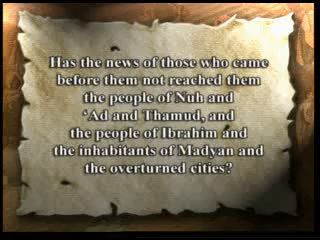 Has the news of those who came
before them not reached them
the people of Nuh and
‘Ad and Thamud, and
the people of Ibrahim and
the inhabitants of Madyan and
the overturned cities?